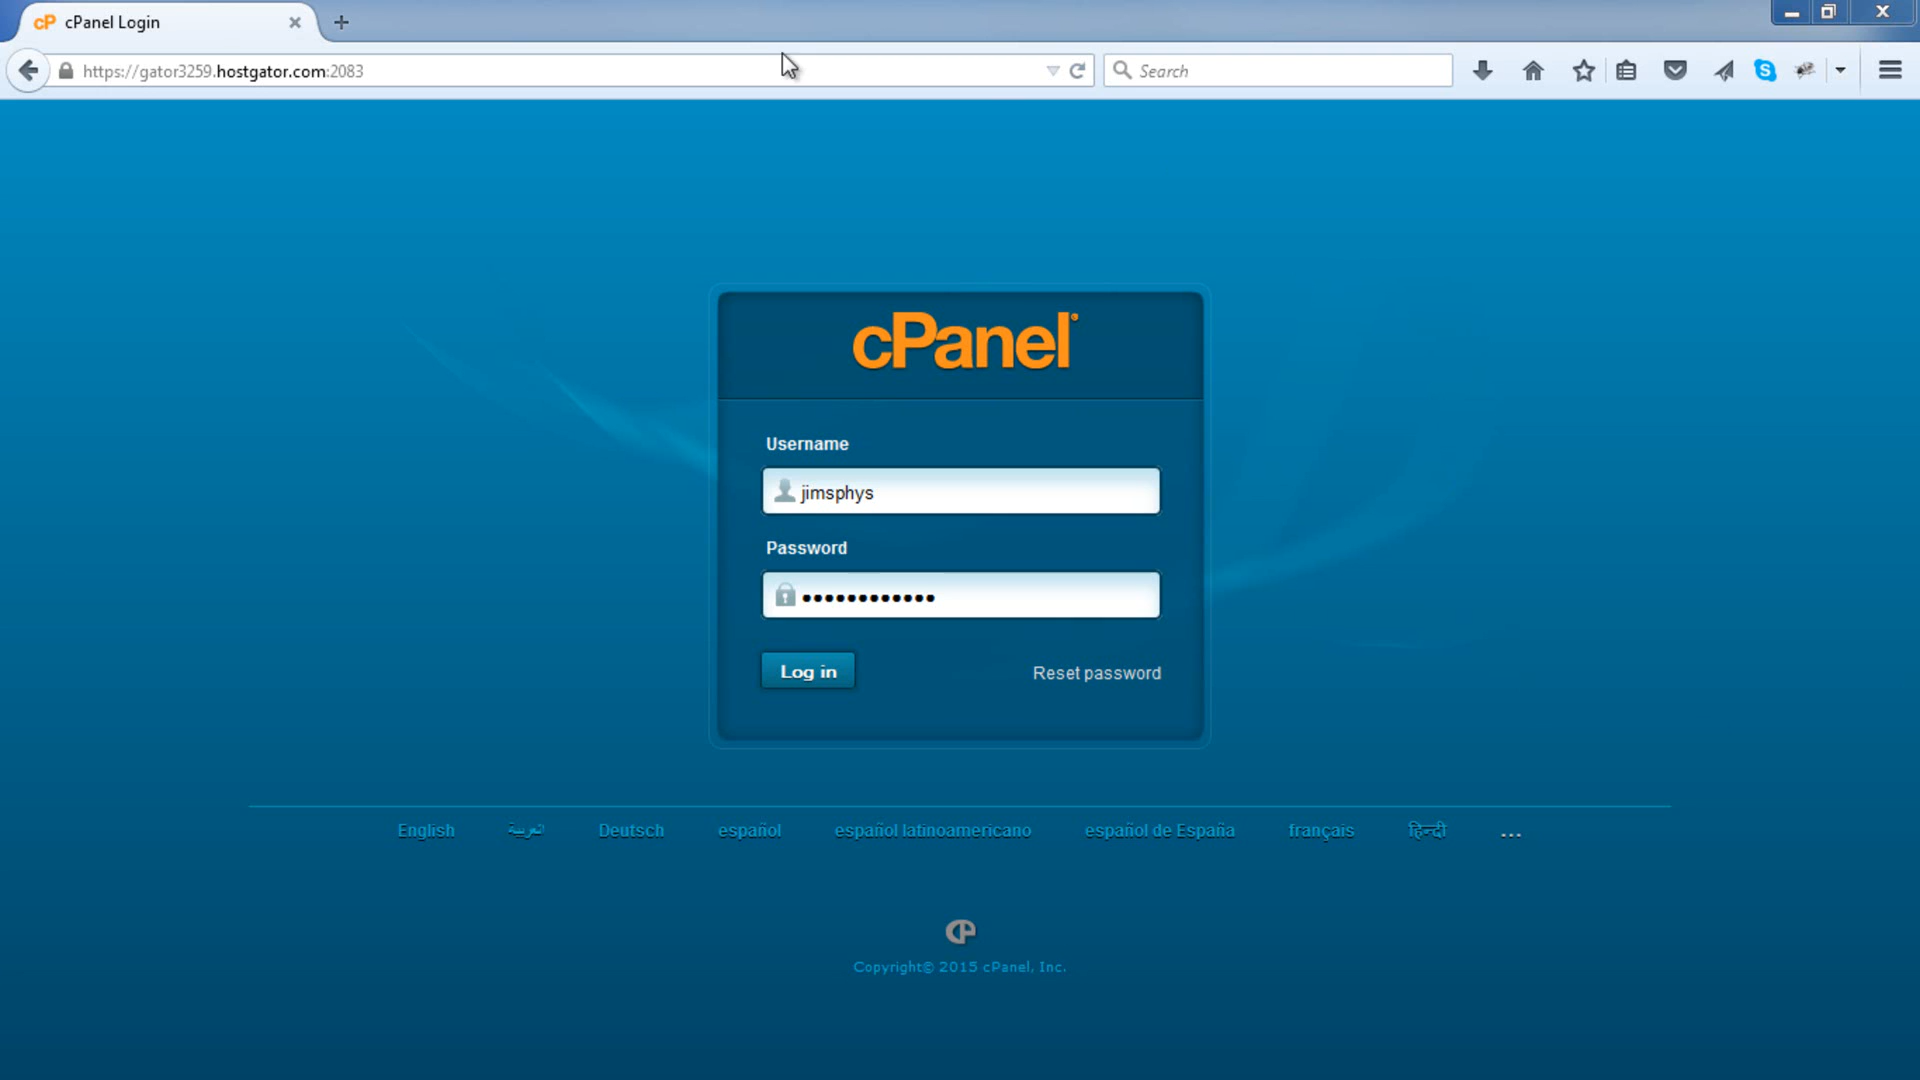 cP cPanel Login
https://gator3259.hostgator.com:2083
Search
cPanel®
Username
jimsphys
Password
••••••••••••
Log in
Reset password
English العربية Deutsch español español latinoamericano español de España français हिन्दी ...
Copyright© 2015 cPanel, Inc.